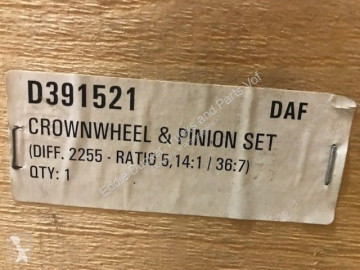 D391521
DAF
CROWNWHEEL & PINION SET
(DIFF. 2255 - RATIO 5,14:1 / 36:7)
QTY: 1